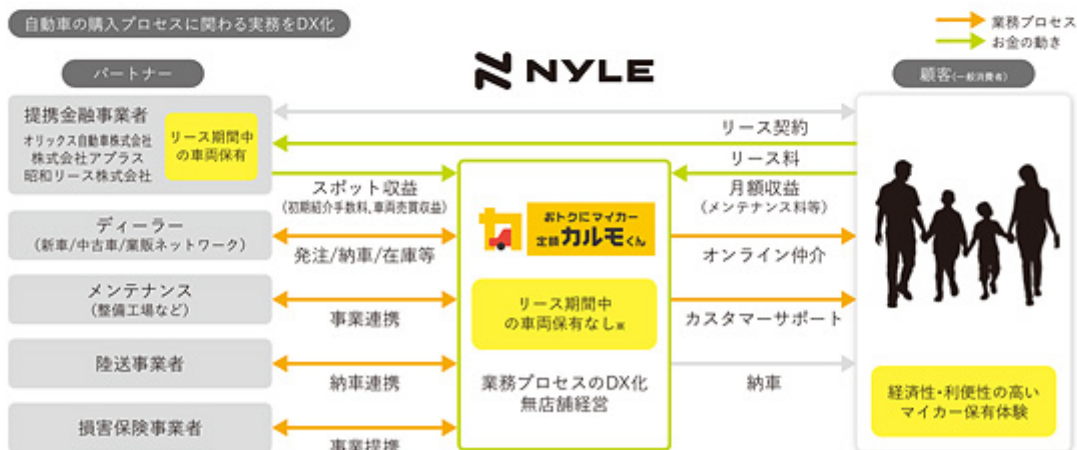 自動車の購入プロセスに関わる実務をDX化
業務プロセス
お金の動き
パートナー
NYLE
顧客(一般消費者)
提携金融事業者
オリックス自動車株式会社
株式会社アプラス
昭和リース株式会社
リース期間中
の車両保有
リース契約
リース料
スポット収益
(初期紹介手数料,車両売買収益)
月額収益
(メンテナンス料等)
ディーラー
(新車/中古車/業販ネットワーク)
発注/納車/在庫等
おトクにマイカー
定額カルモくん
オンライン仲介
メンテナンス
(整備工場など)
事業連携
リース期間中
の車両保有なし※
カスタマーサポート
陸送事業者
納車連携
業務プロセスのDX化
無店舗経営
納車
損害保険事業者
事業提携
経済性・利便性の高い
マイカー保有体験